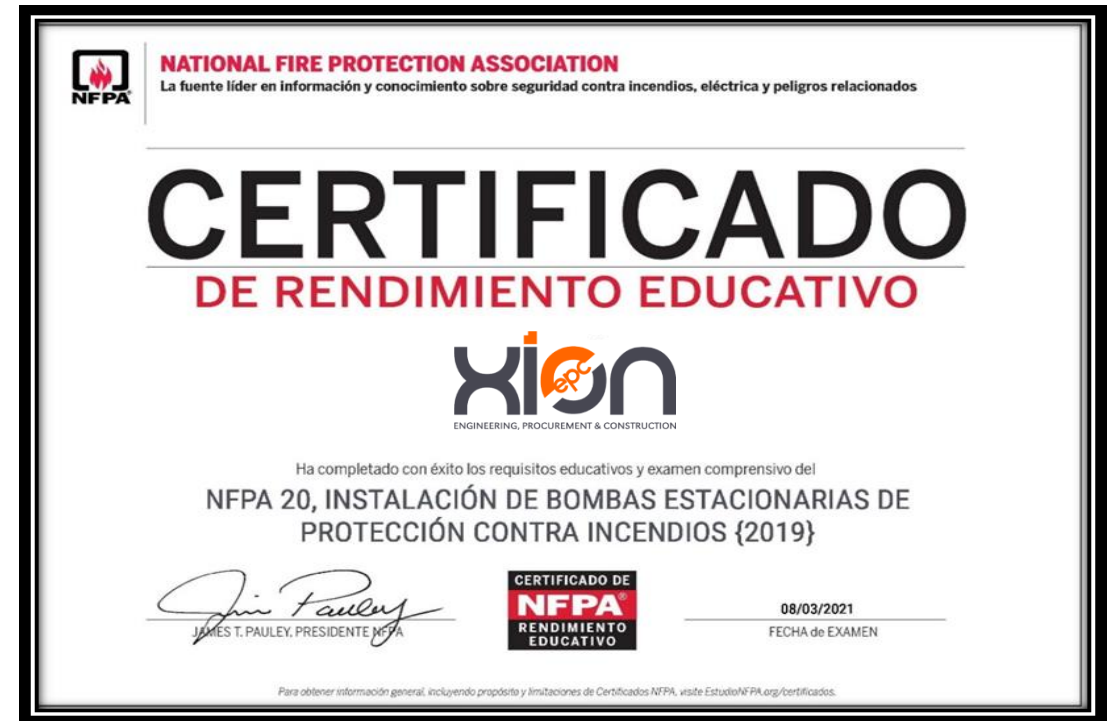 NFPA
NATIONAL FIRE PROTECTION ASSOCIATION
La fuente líder en información y conocimiento sobre seguridad contra incendios, eléctrica y peligros relacionados
CERTIFICADO
DE RENDIMIENTO EDUCATIVO
xion
epc
ENGINEERING, PROCUREMENT & CONSTRUCTION
Ha completado con éxito los requisitos educativos y examen comprensivo del
NFPA 20, INSTALACIÓN DE BOMBAS ESTACIONARIAS DE
PROTECCIÓN CONTRA INCENDIOS {2019}
Jim Pauley
JAMES T. PAULEY, PRESIDENTE NFPA
CERTIFICADO DE
NFPA®
RENDIMIENTO
EDUCATIVO
08/03/2021
FECHA de EXAMEN
Para obtener información general, incluyendo propósito y limitaciones de Certificados NFPA, visite EstudioNFPA.org/certificados.